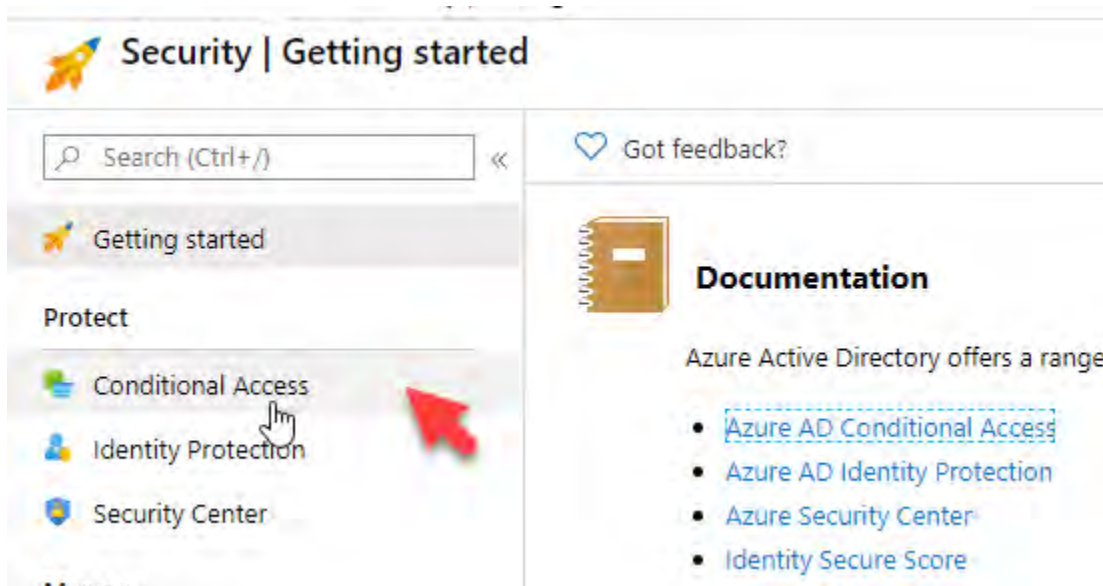 Security | Getting started
Search (Ctrl+/)
«
Getting started
Protect
Conditional Access
Identity Protection
Security Center
Got feedback?
Documentation
Azure Active Directory offers a range
• Azure AD Conditional Access
• Azure AD Identity Protection
• Azure Security Center
• Identity Secure Score